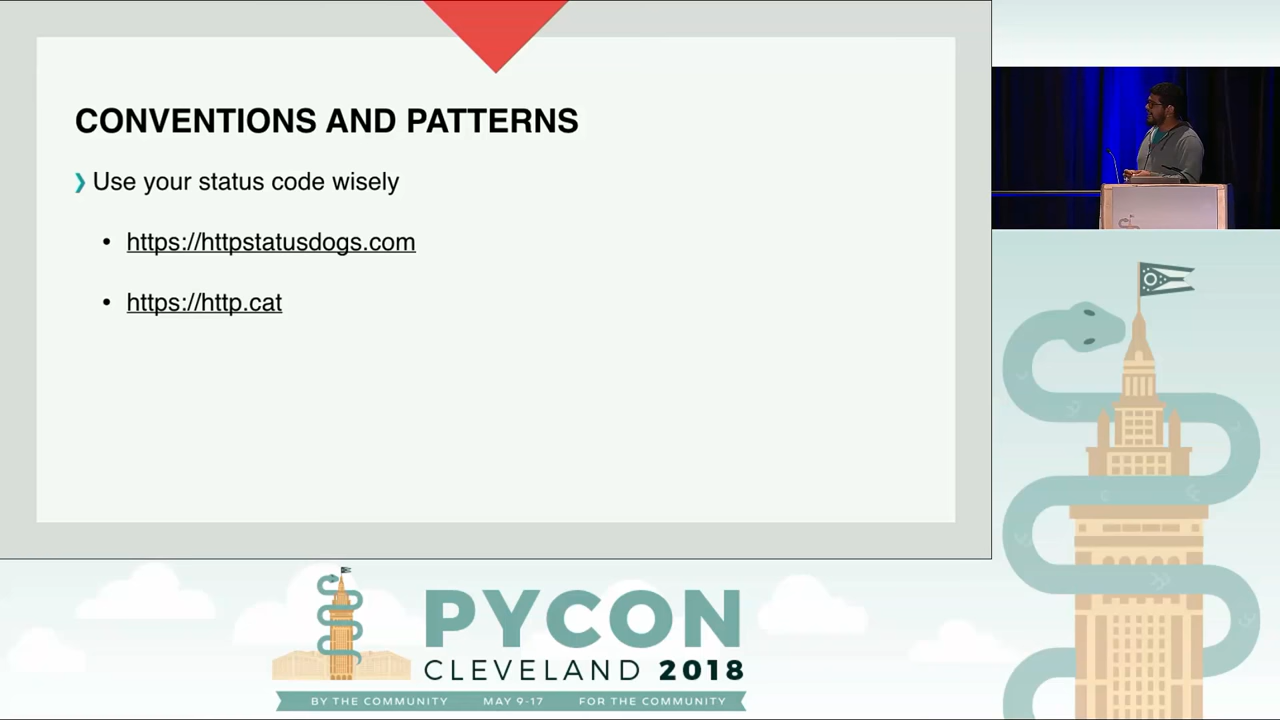 CONVENTIONS AND PATTERNS
❯ Use your status code wisely
• https://httpstatusdogs.com
• https://http.cat
PYCON
CLEVELAND 2018
BY THE COMMUNITY MAY 9-17 FOR THE COMMUNITY